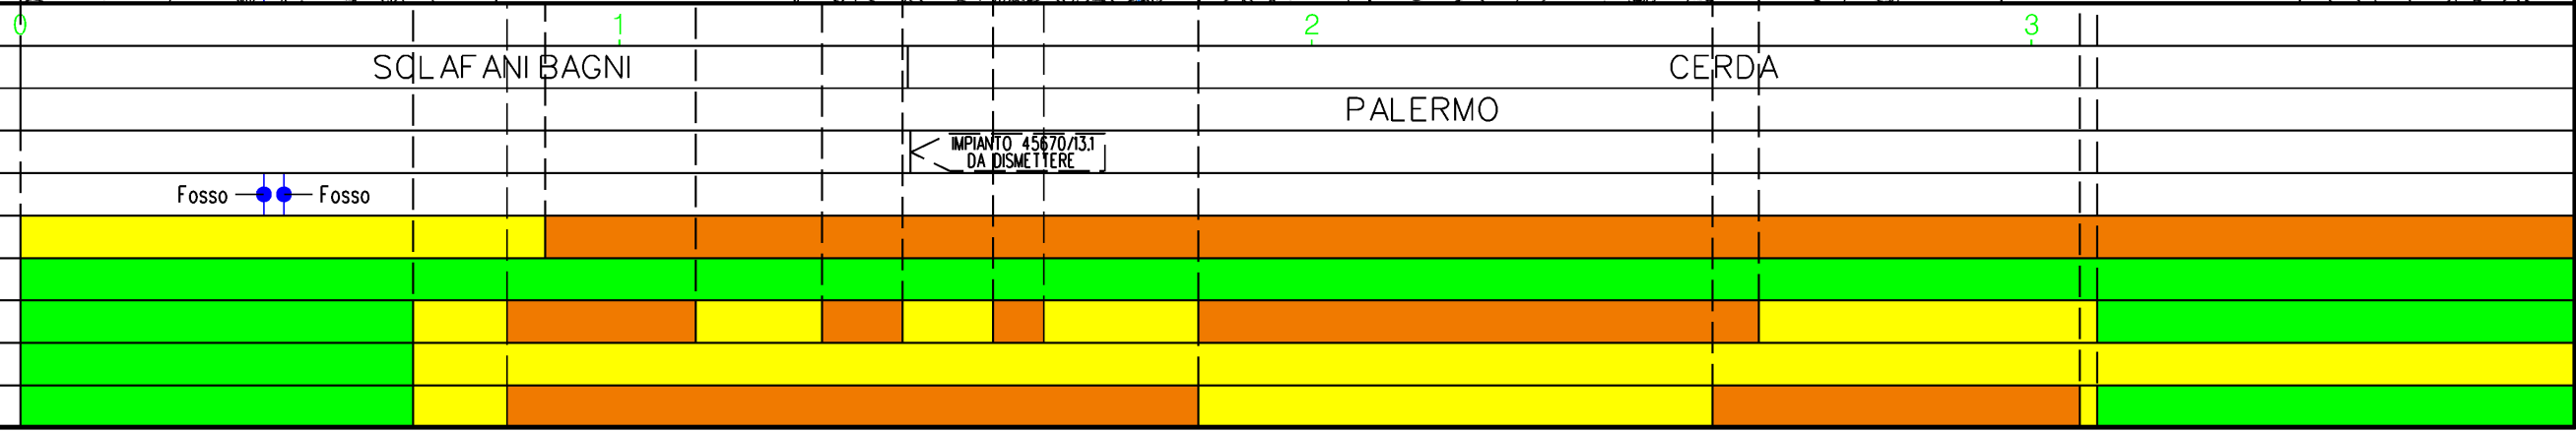 0 1 2 3
SCLAFANI BAGNI CERDA
PALERMO
IMPIANTO 45670/13.1
DA DISMETTERE
Fosso Fosso